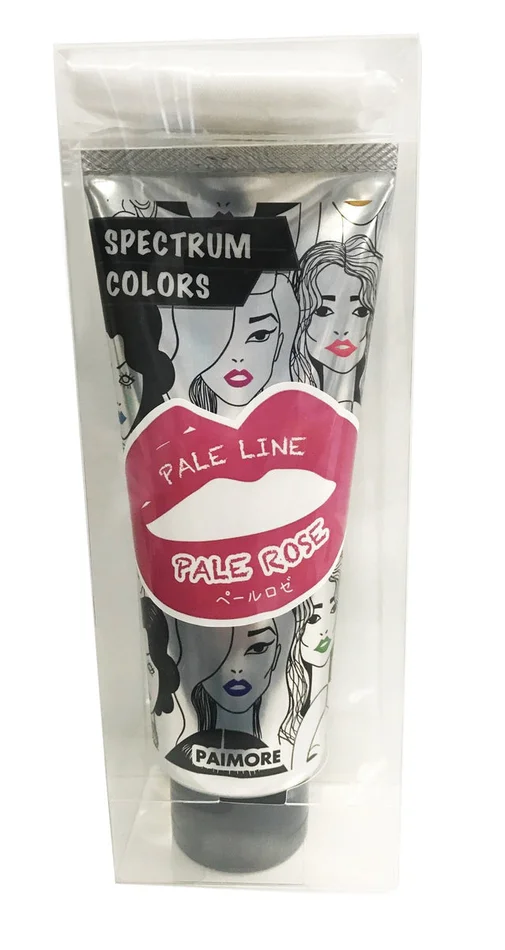 SPECTRUM
COLORS
PALE LINE
PALE ROSE
ペールロゼ
PAIMORE